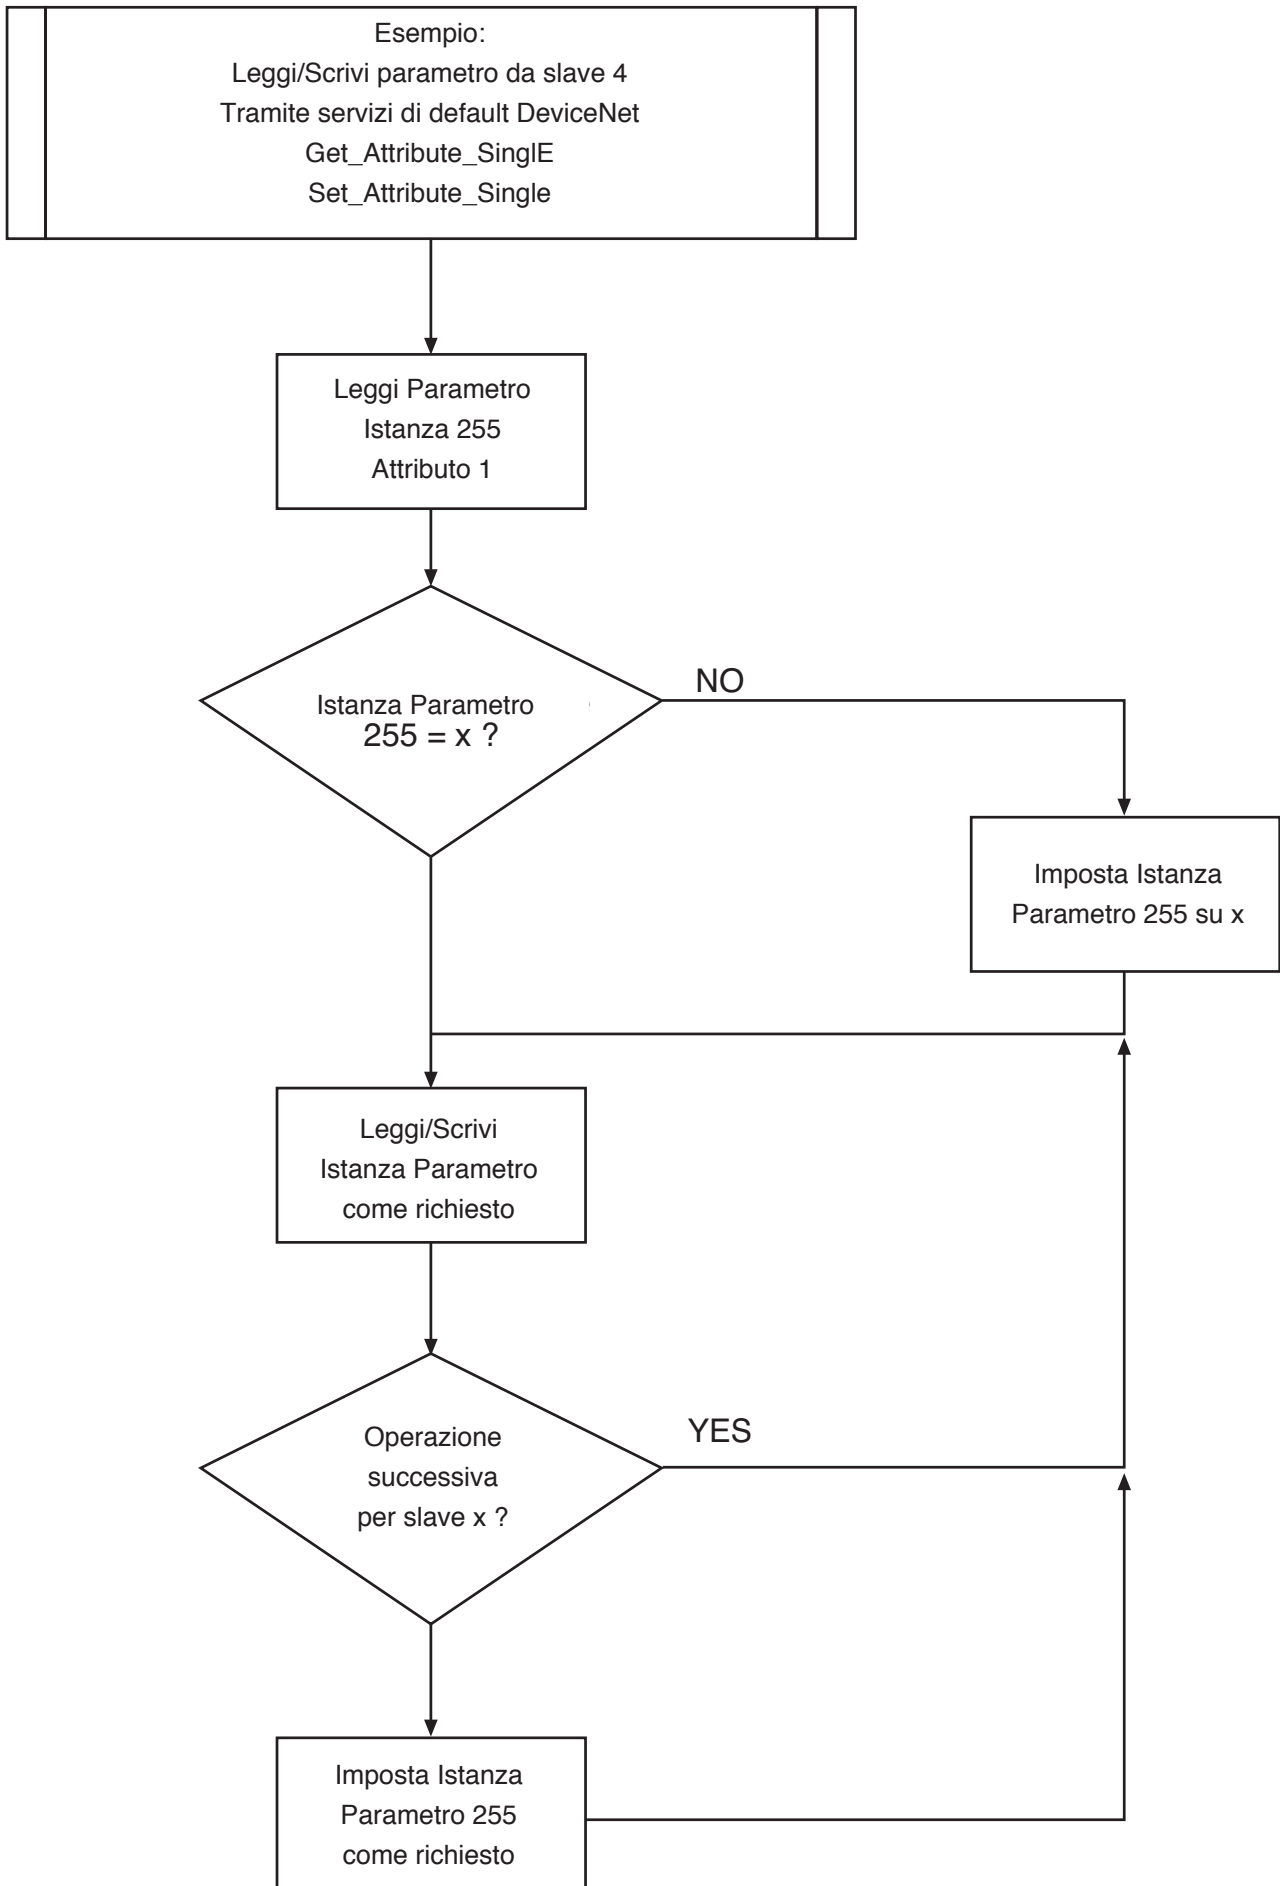 Esempio:
Leggi/Scrivi parametro da slave 4
Tramite servizi di default DeviceNet
Get_Attribute_SinglE
Set_Attribute_Single
Leggi Parametro
Istanza 255
Attributo 1
Istanza Parametro
255 = x ?
NO
Imposta Istanza
Parametro 255 su x
Leggi/Scrivi
Istanza Parametro
come richiesto
Operazione
successiva
per slave x ?
YES
Imposta Istanza
Parametro 255
come richiesto